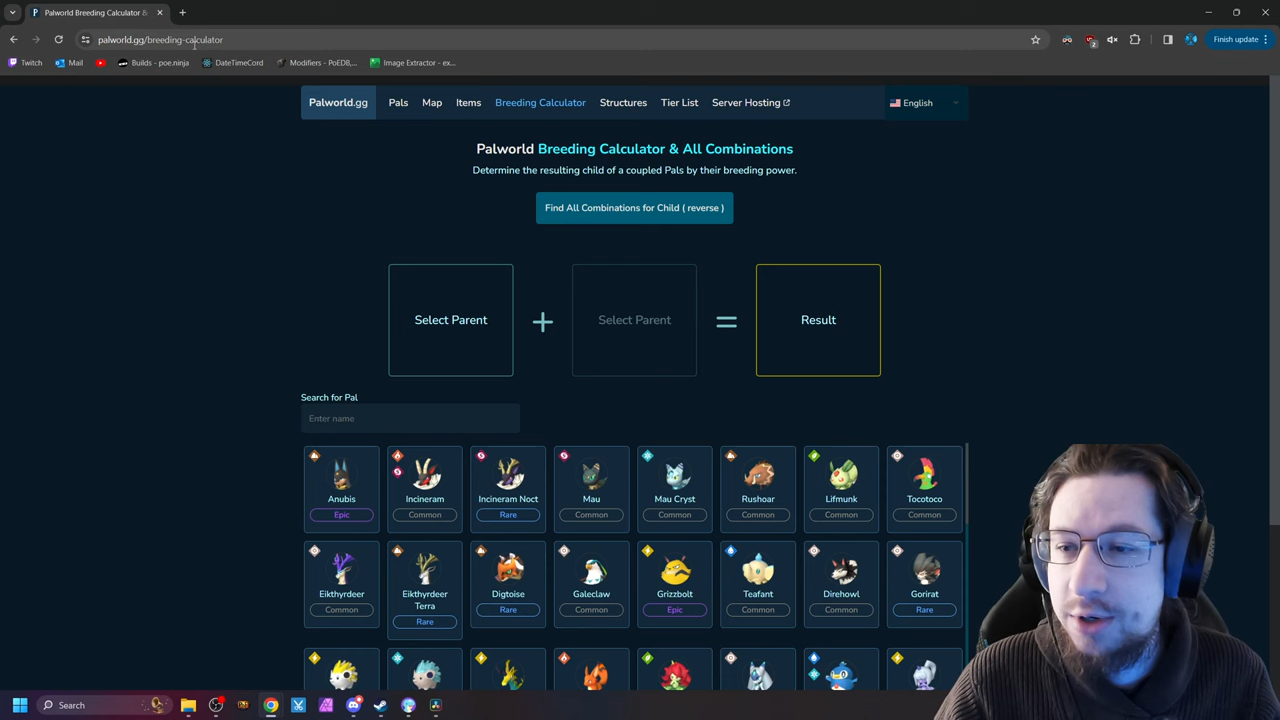 Palworld Breeding Calculator &
palworld.gg/breeding-calculator
Finish update
Twitch
Mail
Builds - poe.ninja
DateTimeCord
Modifiers - PoEDB,...
Image Extractor - ex...
Palworld.gg
Pals
Map
Items
Breeding Calculator
Structures
Tier List
Server Hosting
English
Palworld Breeding Calculator & All Combinations
Determine the resulting child of a coupled Pals by their breeding power.
Find All Combinations for Child ( reverse )
Select Parent
+
Select Parent
=
Result
Search for Pal
Enter name
Anubis
Incineram
Incineram Noct
Mau
Mau Cryst
Rushoar
Lifmunk
Tocotoco
Epic
Common
Rare
Common
Common
Common
Common
Common
Eikthyrdeer
Eikthyrdeer
Terra
Digtoise
Galeclaw
Grizzbolt
Teafant
Direhowl
Gorirat
Common
Rare
Rare
Common
Epic
Common
Common
Rare
Search